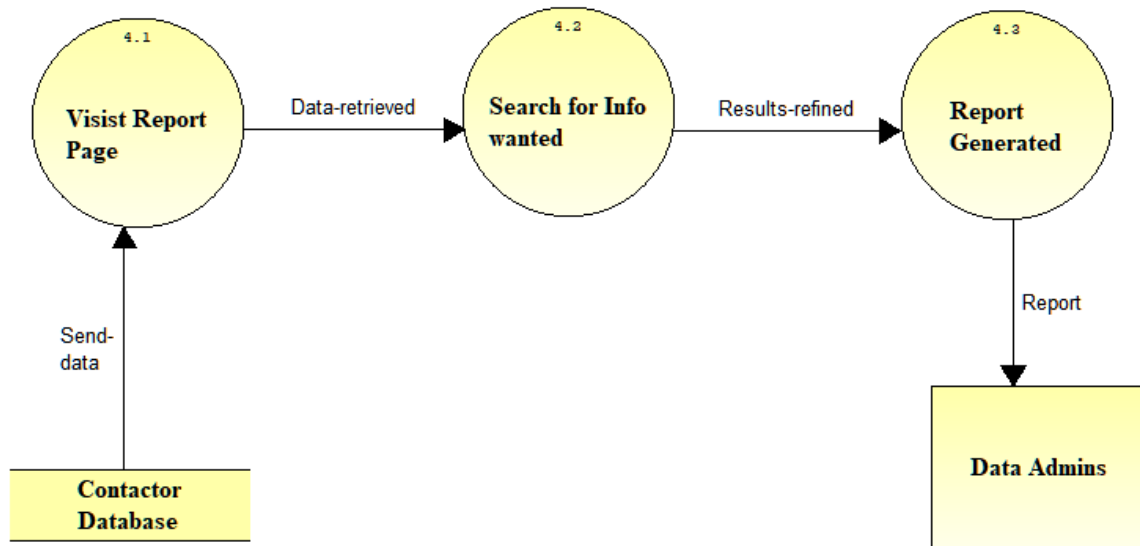 4.1
Visist Report
Page
Data-retrieved
4.2
Search for Info
wanted
Results-refined
4.3
Report
Generated
Send-
data
Report
Contactor
Database
Data Admins